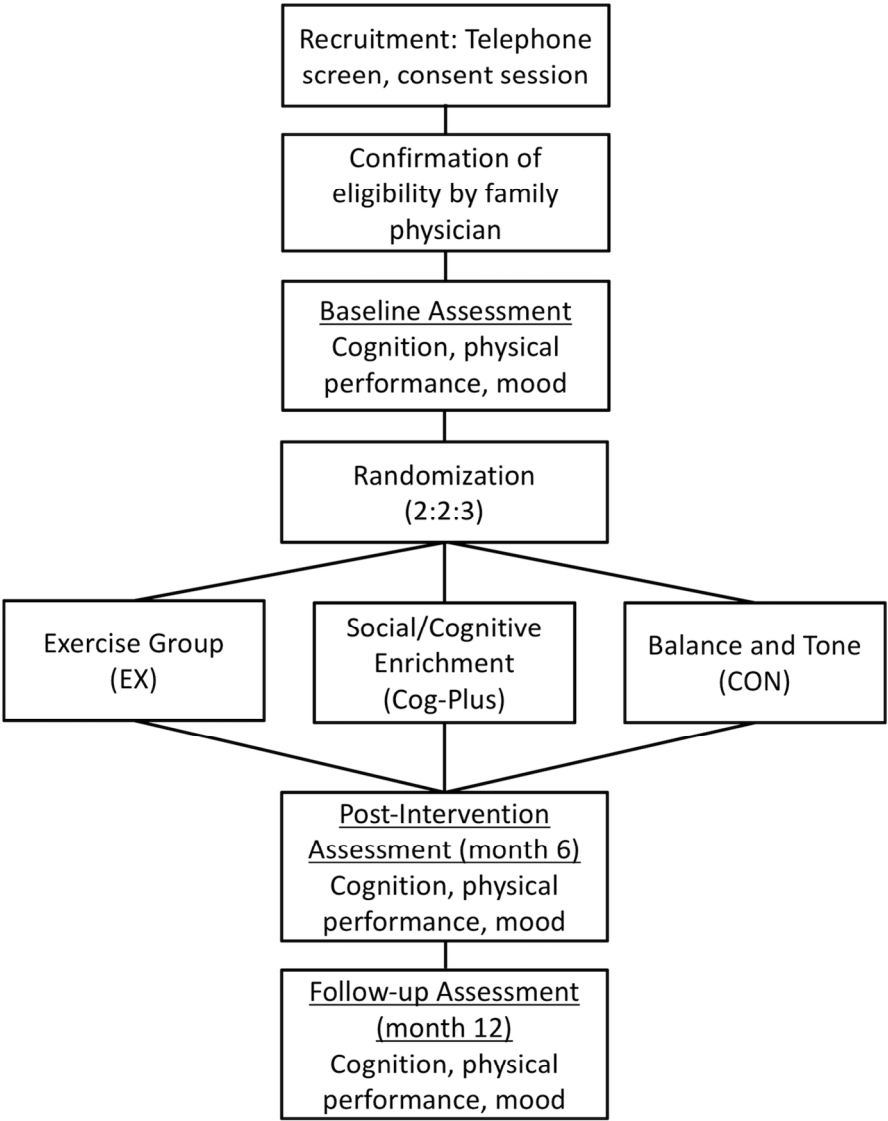 Recruitment: Telephone
screen, consent session
Confirmation of
eligibility by family
physician
Baseline Assessment
Cognition, physical
performance, mood
Randomization
(2:2:3)
Exercise Group
(EX)
Social/Cognitive
Enrichment
(Cog-Plus)
Balance and Tone
(CON)
Post-Intervention
Assessment (month 6)
Cognition, physical
performance, mood
Follow-up Assessment
(month 12)
Cognition, physical
performance, mood